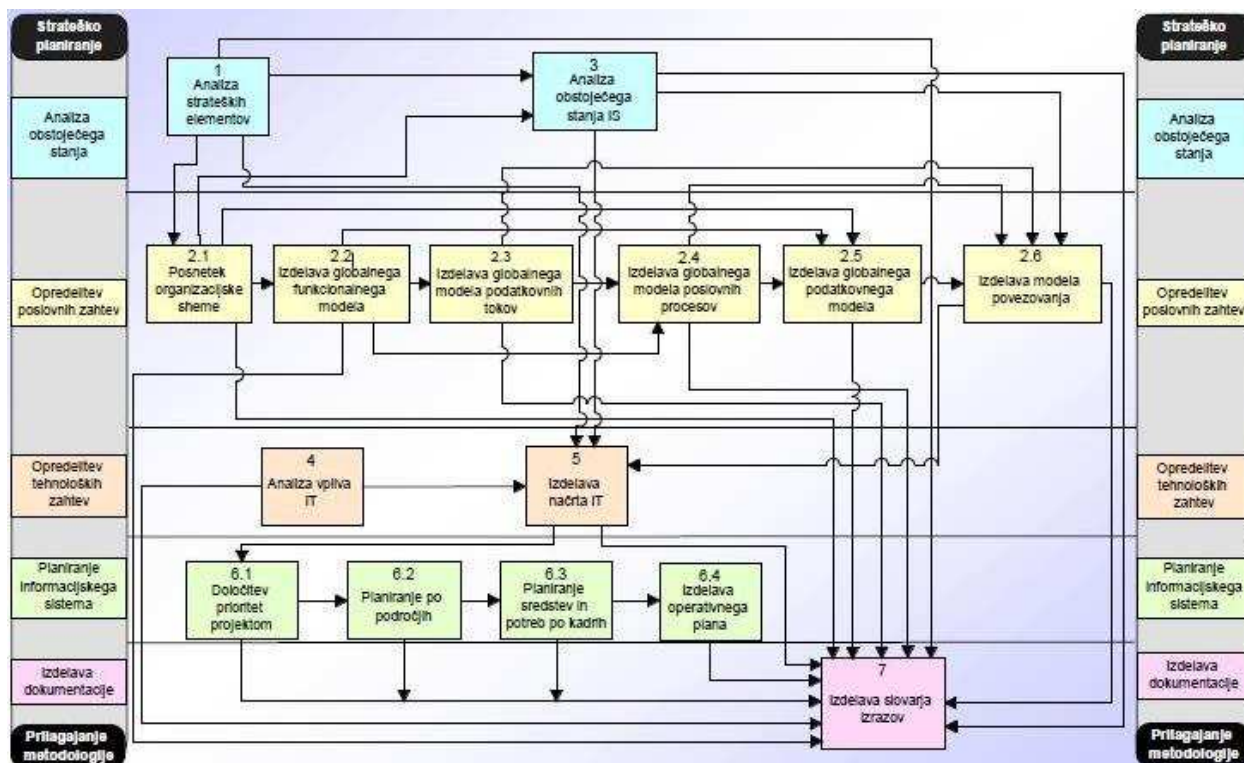 Strateško
planiranje
Analiza
obstoječega
stanja
Opredelitev
poslovnih zahtev
Opredelitev
tehnoloških
zahtev
Planiranje
informacijskega
sistema
Izdelava
dokumentacije
Prilagajanje
metodologije
1
Analiza
strateških
elementov
3
Analiza
obstoječega
stanja IS
2.1
Posnetek
organizacijske
sheme
2.2
Izdelava globalnega
funkcionalnega
modela
2.3
Izdelava globalnega
modela podatkovnih
tokov
2.4
Izdelava globalnega
modela poslovnih
procesov
2.5
Izdelava globalnega
podatkovnega
modela
2.6
Izdelava modela
povezovanja
4
Analiza vpliva
IT
5
Izdelava
načrta IT
6.1
Določitev
prioritet
projektom
6.2
Planiranje po
področjih
6.3
Planiranje
sredstev in
potreb po kadrih
6.4
Izdelava
operativnega
plana
7
Izdelava slovarja
izrazov
Strateško
planiranje
Analiza
obstoječega
stanja
Opredelitev
poslovnih zahtev
Opredelitev
tehnoloških
zahtev
Planiranje
informacijskega
sistema
Izdelava
dokumentacije
Prilagajanje
metodologije